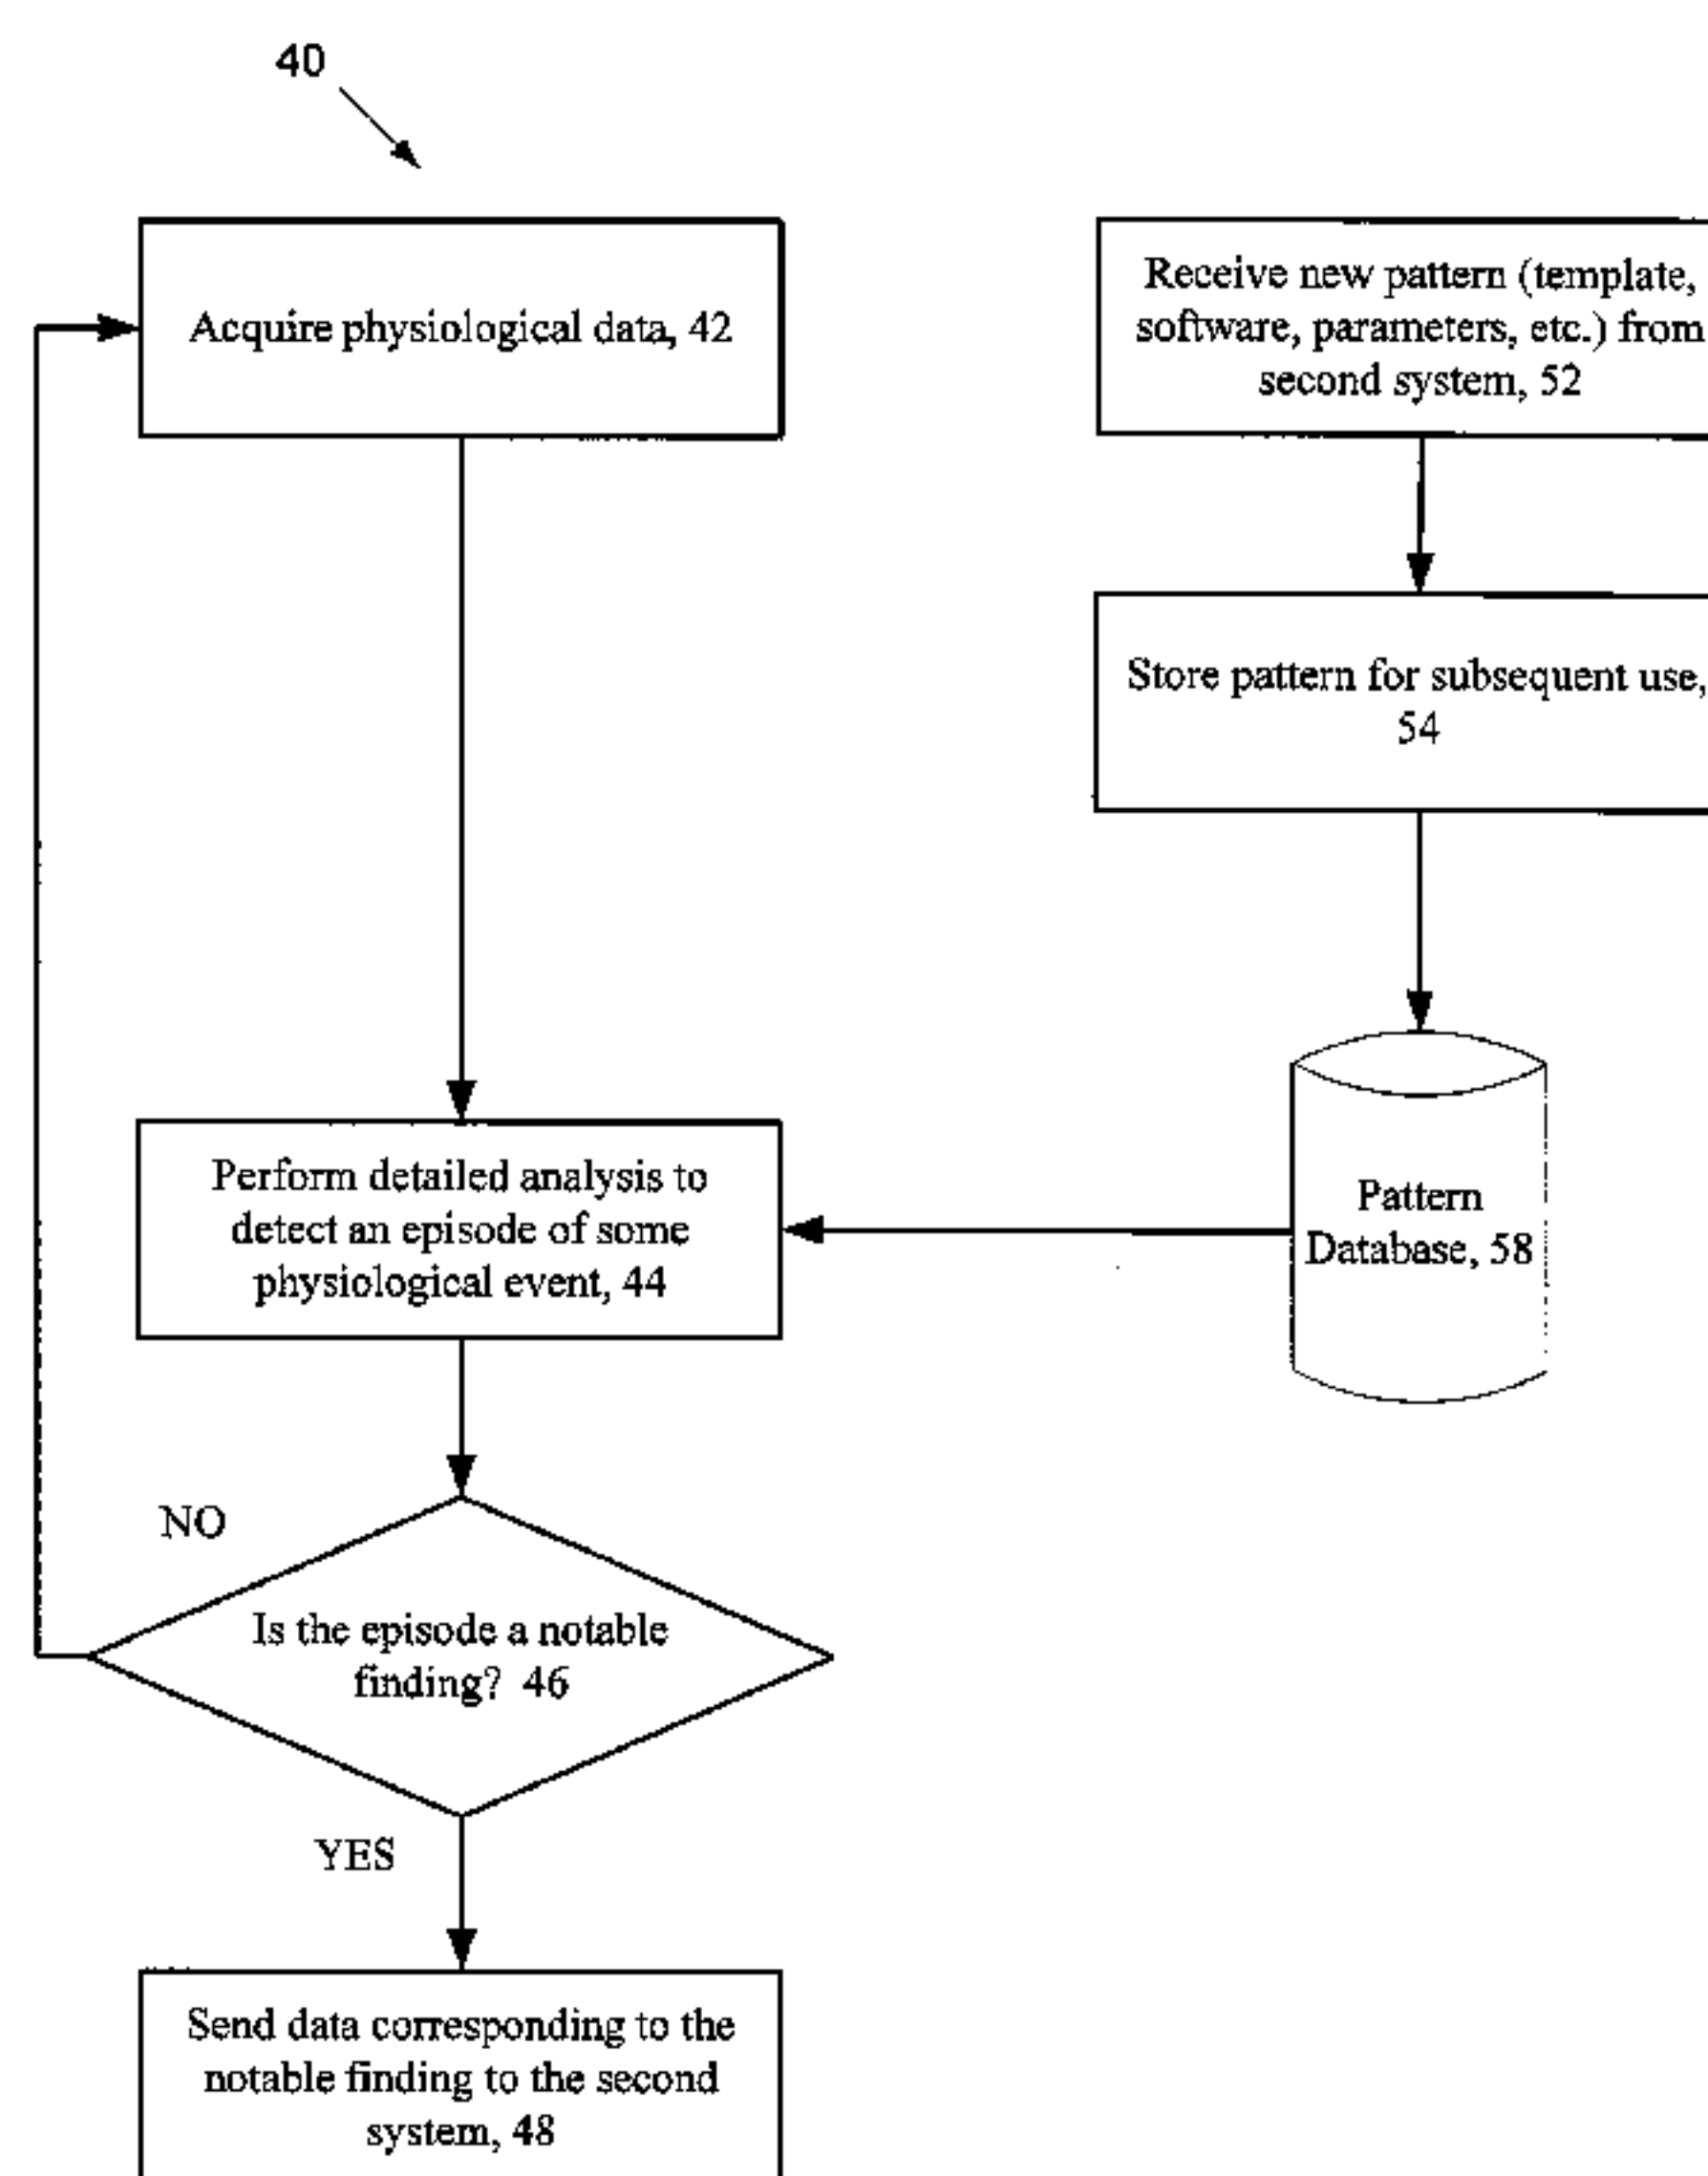 40
Acquire physiological data, 42
Receive new pattern (template,
software, parameters, etc.) from
second system, 52
Store pattern for subsequent use,
54
Perform detailed analysis to
detect an episode of some
physiological event, 44
Pattern
Database, 58
NO
Is the episode a notable
finding? 46
YES
Send data corresponding to the
notable finding to the second
system, 48